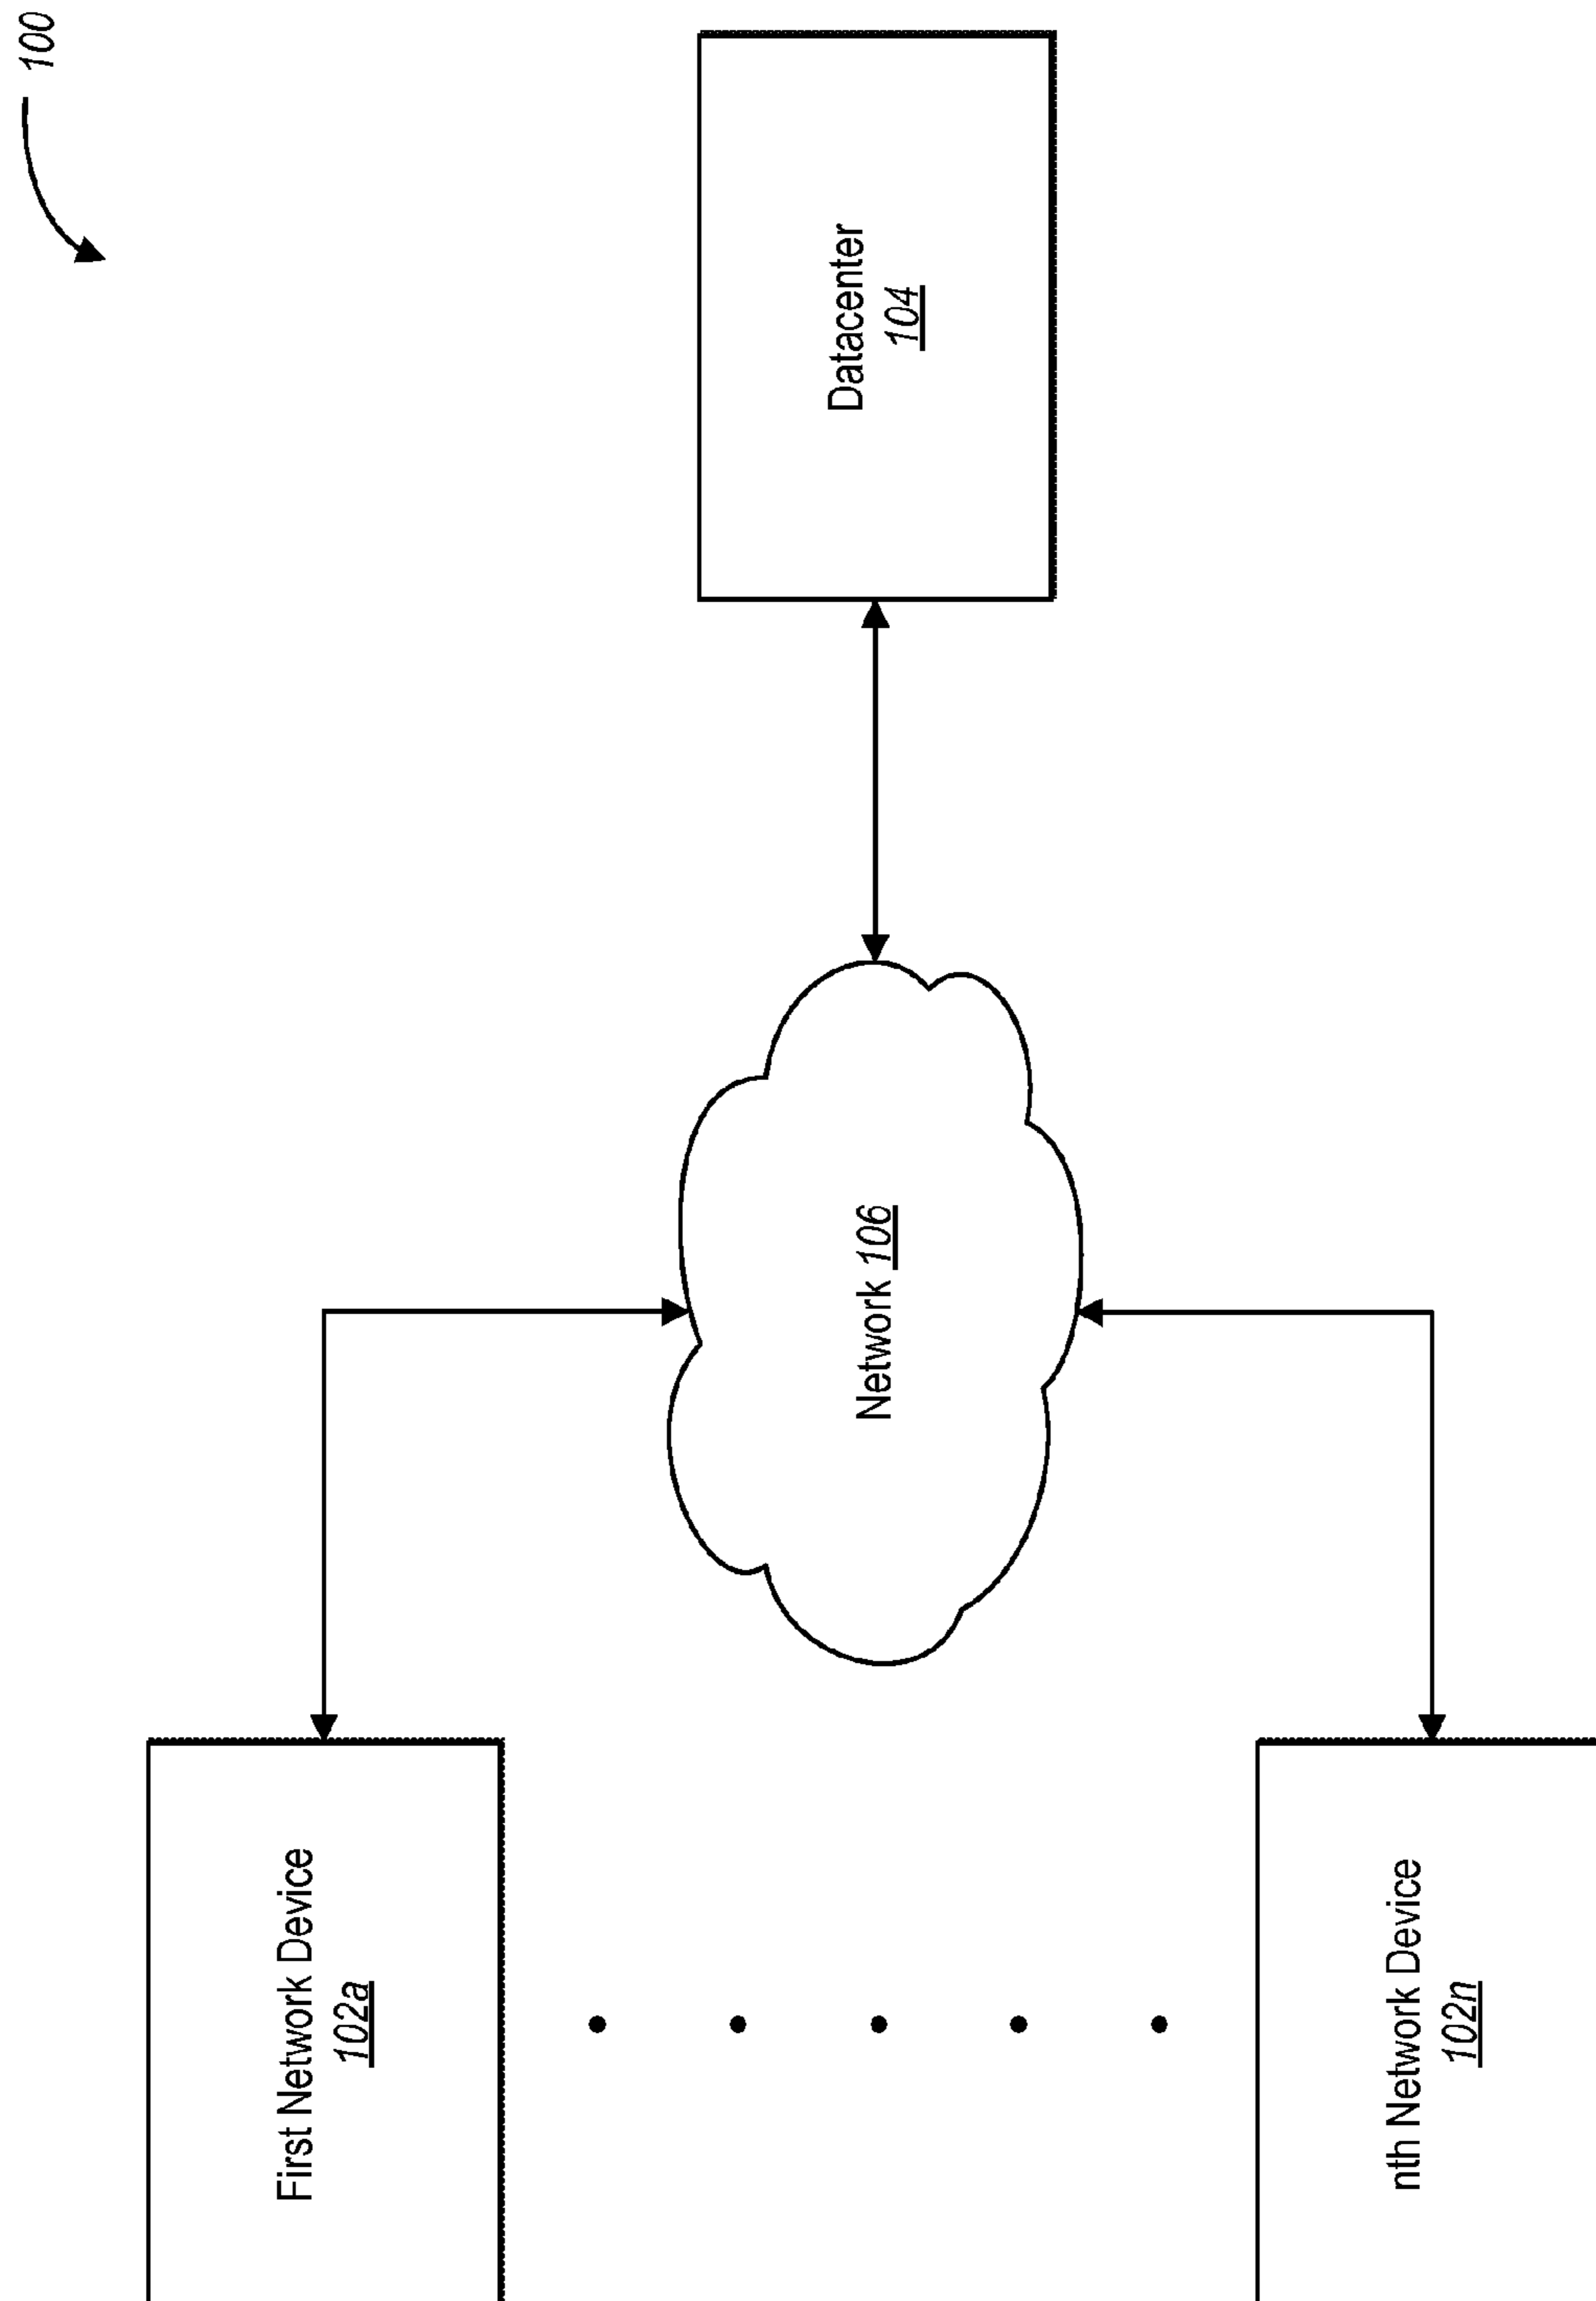 100
First Network Device
102a
Network 106
Datacenter
104
nth Network Device
102n